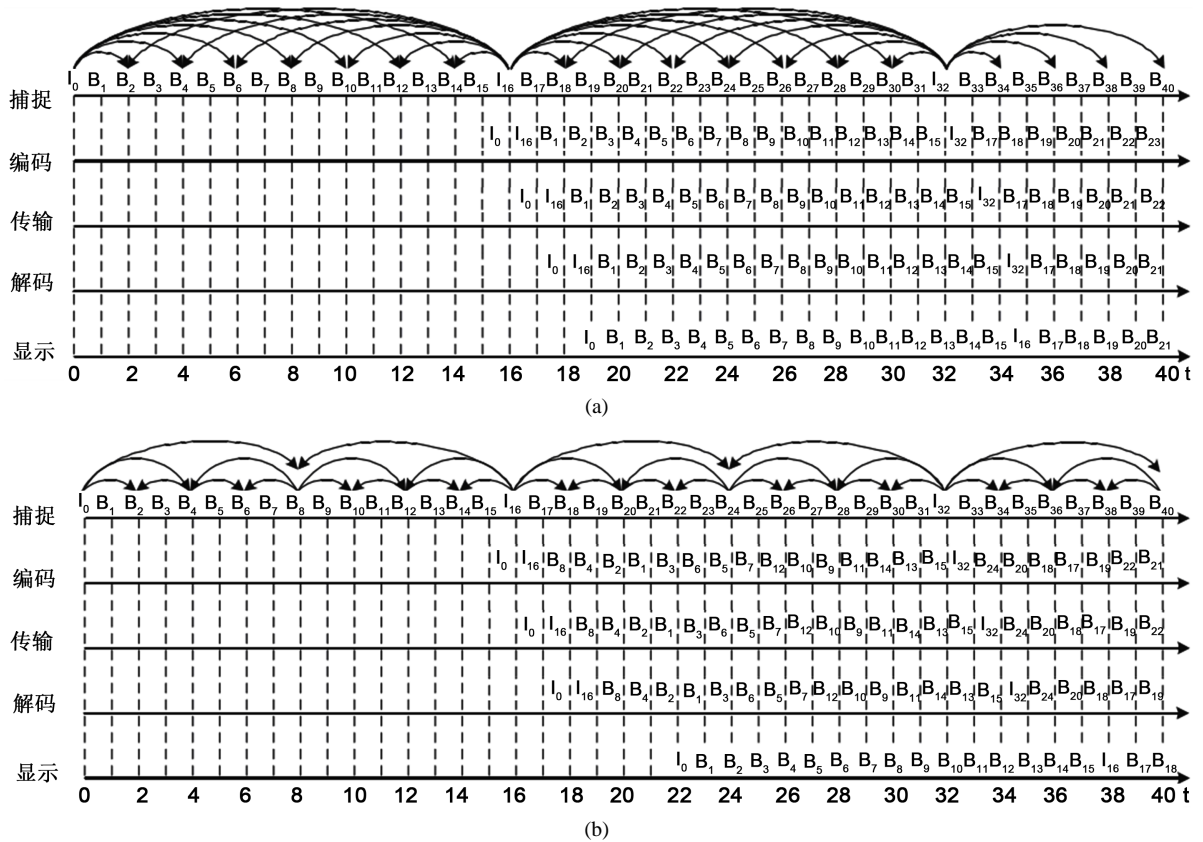 I₀ B₁ B₂ B₃ B₄ B₅ B₆ B₇ B₈ B₉ B₁₀ B₁₁ B₁₂ B₁₃ B₁₄ B₁₅ I₁₆ B₁₇ B₁₈ B₁₉ B₂₀ B₂₁ B₂₂ B₂₃ B₂₄ B₂₅ B₂₆ B₂₇ B₂₈ B₂₉ B₃₀ B₃₁ I₃₂ B₃₃ B₃₄ B₃₅ B₃₆ B₃₇ B₃₈ B₃₉ B₄₀
捕捉
I₀ I₁₆ B₁ B₂ B₃ B₄ B₅ B₆ B₇ B₈ B₉ B₁₀ B₁₁ B₁₂ B₁₃ B₁₄ B₁₅ I₃₂ B₁₇ B₁₈ B₁₉ B₂₀ B₂₁ B₂₂ B₂₃
编码
I₀ I₁₆ B₁ B₂ B₃ B₄ B₅ B₆ B₇ B₈ B₉ B₁₀ B₁₁ B₁₂ B₁₃ B₁₄ B₁₅ I₃₂ B₁₇ B₁₈ B₁₉ B₂₀ B₂₁ B₂₂
传输
I₀ I₁₆ B₁ B₂ B₃ B₄ B₅ B₆ B₇ B₈ B₉ B₁₀ B₁₁ B₁₂ B₁₃ B₁₄ B₁₅ I₃₂ B₁₇ B₁₈ B₁₉ B₂₀ B₂₁
解码
I₀ B₁ B₂ B₃ B₄ B₅ B₆ B₇ B₈ B₉ B₁₀ B₁₁ B₁₂ B₁₃ B₁₄ B₁₅ I₁₆ B₁₇ B₁₈ B₁₉ B₂₀ B₂₁
显示
0 2 4 6 8 10 12 14 16 18 20 22 24 26 28 30 32 34 36 38 40 t
(a)
I₀ B₁ B₂ B₃ B₄ B₅ B₆ B₇ B₈ B₉ B₁₀ B₁₁ B₁₂ B₁₃ B₁₄ B₁₅ I₁₆ B₁₇ B₁₈ B₁₉ B₂₀ B₂₁ B₂₂ B₂₃ B₂₄ B₂₅ B₂₆ B₂₇ B₂₈ B₂₉ B₃₀ B₃₁ I₃₂ B₃₃ B₃₄ B₃₅ B₃₆ B₃₇ B₃₈ B₃₉ B₄₀
捕捉
I₀ I₁₆ B₈ B₄ B₂ B₁ B₃ B₆ B₅ B₇ B₁₂ B₁₀ B₉ B₁₁ B₁₄ B₁₃ B₁₅ I₃₂ B₂₄ B₂₀ B₁₈ B₁₇ B₁₉ B₂₂ B₂₁
编码
I₀ I₁₆ B₈ B₄ B₂ B₁ B₃ B₆ B₅ B₇ B₁₂ B₁₀ B₉ B₁₁ B₁₄ B₁₃ B₁₅ I₃₂ B₂₄ B₂₀ B₁₈ B₁₇ B₁₉ B₂₂
传输
I₀ I₁₆ B₈ B₄ B₂ B₁ B₃ B₆ B₅ B₇ B₁₂ B₁₀ B₉ B₁₁ B₁₄ B₁₃ B₁₅ I₃₂ B₂₄ B₂₀ B₁₈ B₁₇ B₁₉
解码
I₀ B₁ B₂ B₃ B₄ B₅ B₆ B₇ B₈ B₉ B₁₀ B₁₁ B₁₂ B₁₃ B₁₄ B₁₅ I₁₆ B₁₇ B₁₈
显示
0 2 4 6 8 10 12 14 16 18 20 22 24 26 28 30 32 34 36 38 40 t
(b)